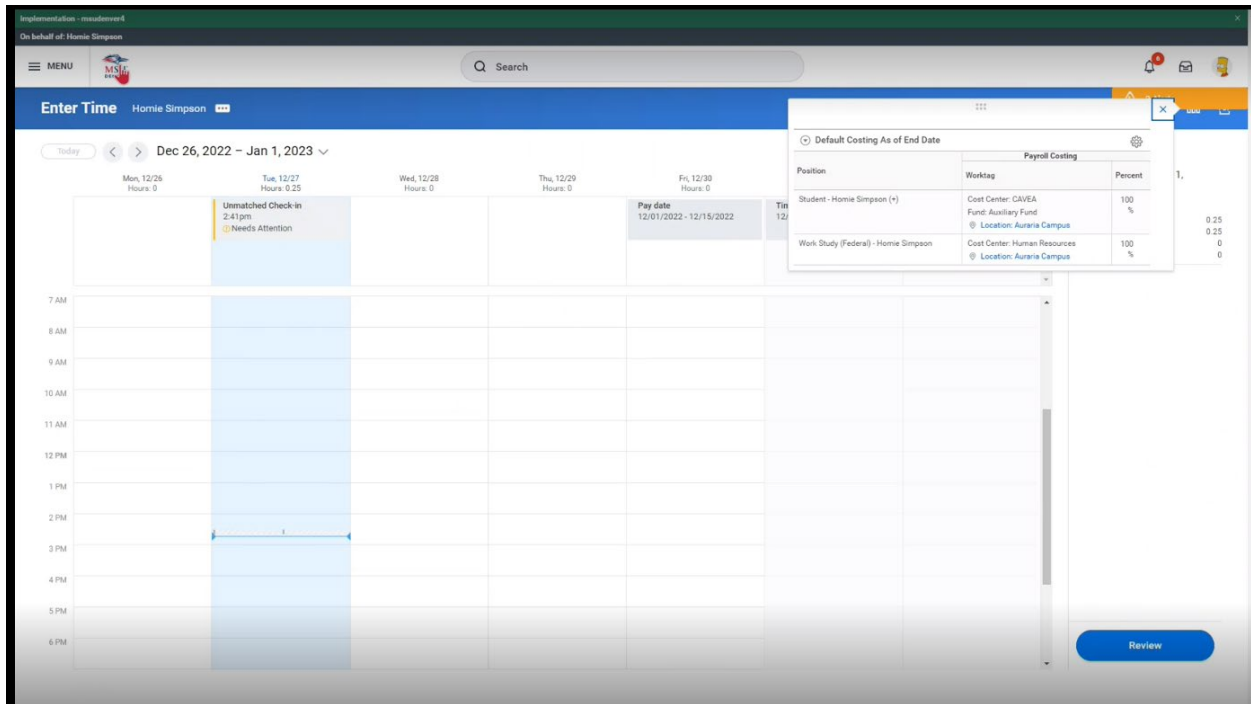 Implementation - msudenver4
On behalf of: Homie Simpson
MENU
Search
6
Enter Time Homie Simpson
Today
Dec 26, 2022 – Jan 1, 2023
Mon, 12/26
Hours: 0
Tue, 12/27
Hours: 0.25
Wed, 12/28
Hours: 0
Thu, 12/29
Hours: 0
Fri, 12/30
Hours: 0
Unmatched Check-in
2:41pm
Needs Attention
Pay date
12/01/2022 - 12/15/2022
Default Costing As of End Date
Payroll Costing
Position
Worktag
Percent
Student - Homie Simpson (+)
Cost Center: CAVEA
Fund: Auxiliary Fund
Location: Auraria Campus
100
%
Work Study (Federal) - Homie Simpson
Cost Center: Human Resources
Location: Auraria Campus
100
%
1,
0.25
0.25
0
0
7 AM
8 AM
9 AM
10 AM
11 AM
12 PM
1 PM
2 PM
3 PM
4 PM
5 PM
6 PM
Review